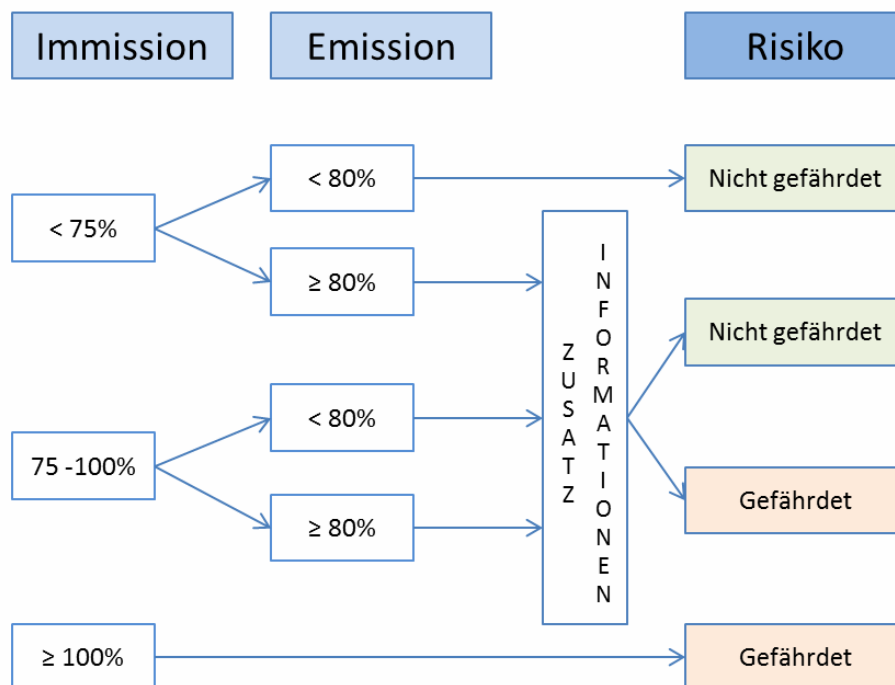 Immission
Emission
Risiko
< 75%
< 80%
Nicht gefährdet
≥ 80%
ZUSATZ
INFORMATIONEN
Nicht gefährdet
75 -100%
< 80%
≥ 80%
Gefährdet
≥ 100%
Gefährdet